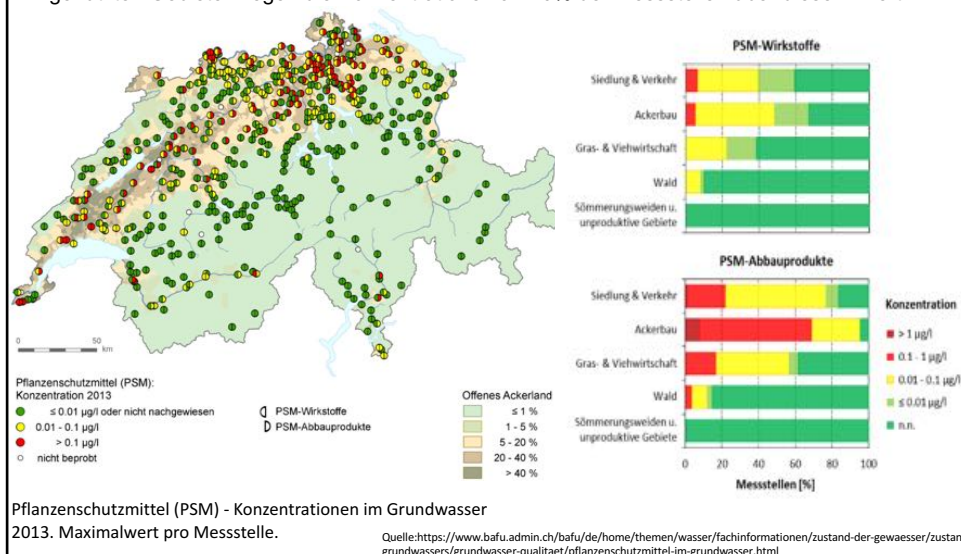 PSM-Wirkstoffe
Siedlung & Verkehr
Ackerbau
Gras- & Viehwirtschaft
Wald
Sömmerungsweiden u.
unproduktive Gebiete
PSM-Abbauprodukte
Siedlung & Verkehr
Ackerbau
Gras- & Viehwirtschaft
Wald
Sömmerungsweiden u.
unproduktive Gebiete
0 20 40 60 80 100
Messstellen [%]
Konzentration
> 1 µg/l
0.1 - 1 µg/l
0.01 - 0.1 µg/l
≤ 0.01 µg/l
n.n.
0 50
km
Pflanzenschutzmittel (PSM):
Konzentration 2013
≤ 0.01 µg/l oder nicht nachgewiesen
0.01 - 0.1 µg/l
> 0.1 µg/l
nicht beprobt
PSM-Wirkstoffe
PSM-Abbauprodukte
Offenes Ackerland
≤ 1 %
1 - 5 %
5 - 20 %
20 - 40 %
> 40 %
Pflanzenschutzmittel (PSM) - Konzentrationen im Grundwasser
2013. Maximalwert pro Messstelle.
Quelle:https://www.bafu.admin.ch/bafu/de/home/themen/wasser/fachinformationen/zustand-der-gewaesser/zustan
grundwassers/grundwasser-qualitaet/pflanzenschutzmittel-im-grundwasser.html